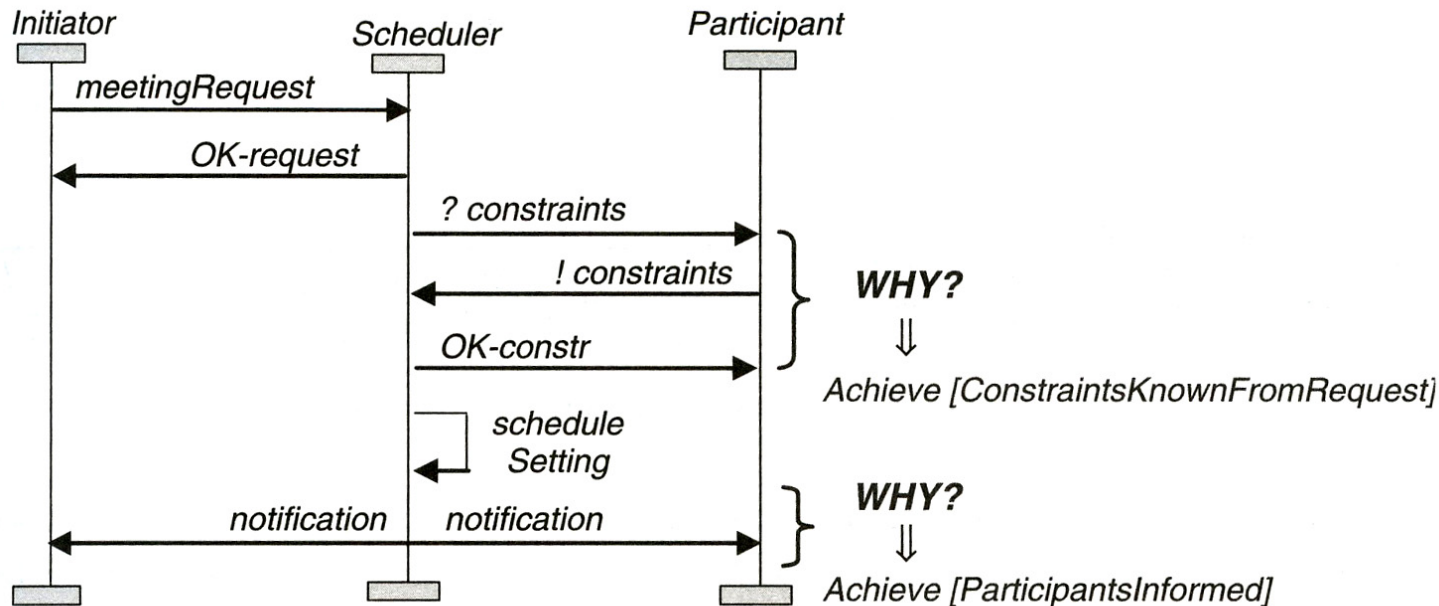 Initiator
Scheduler
Participant
meetingRequest
OK-request
? constraints
! constraints
OK-constr
WHY?
⇓
Achieve [ConstraintsKnownFromRequest]
schedule
Setting
notification
notification
WHY?
⇓
Achieve [ParticipantsInformed]